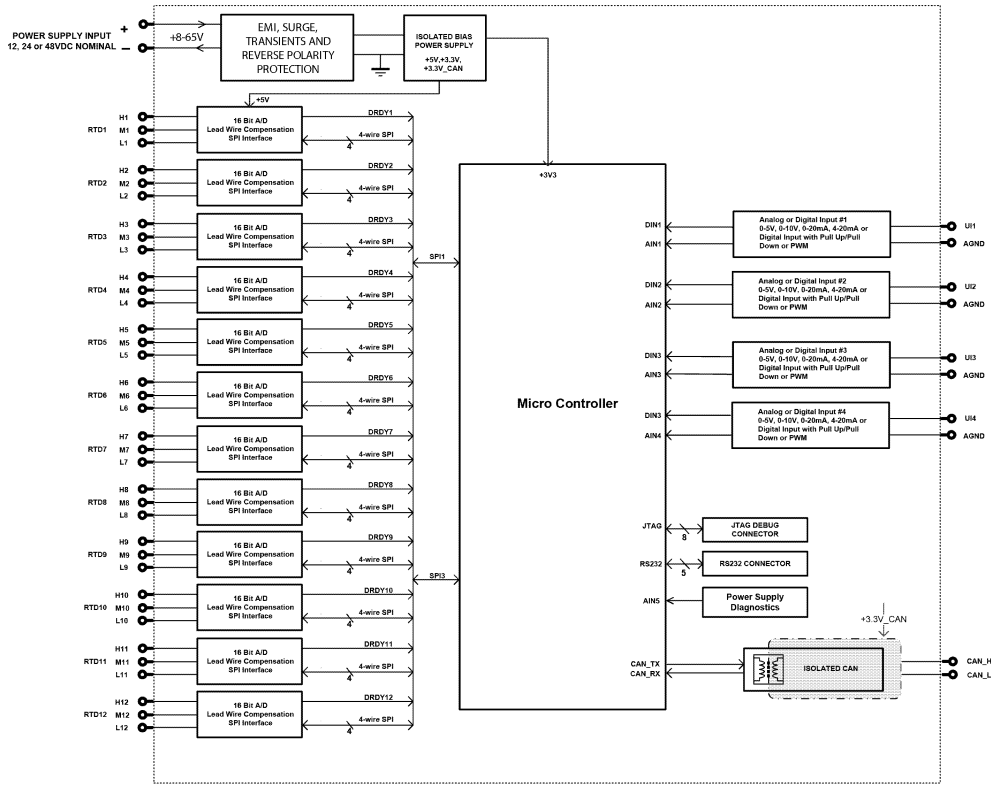 POWER SUPPLY INPUT
12, 24 or 48VDC NOMINAL
+
–
+8-65V
EMI, SURGE,
TRANSIENTS AND
REVERSE POLARITY
PROTECTION
ISOLATED BIAS
POWER SUPPLY
+5V,+3.3V,
+3.3V_CAN
+5V
RTD1
H1
M1
L1
16 Bit A/D
Lead Wire Compensation
SPI Interface
DRDY1
4-wire SPI
4
RTD2
H2
M2
L2
16 Bit A/D
Lead Wire Compensation
SPI Interface
DRDY2
4-wire SPI
4
RTD3
H3
M3
L3
16 Bit A/D
Lead Wire Compensation
SPI Interface
DRDY3
4-wire SPI
4
RTD4
H4
M4
L4
16 Bit A/D
Lead Wire Compensation
SPI Interface
DRDY4
4-wire SPI
4
RTD5
H5
M5
L5
16 Bit A/D
Lead Wire Compensation
SPI Interface
DRDY5
4-wire SPI
4
RTD6
H6
M6
L6
16 Bit A/D
Lead Wire Compensation
SPI Interface
DRDY6
4-wire SPI
4
RTD7
H7
M7
L7
16 Bit A/D
Lead Wire Compensation
SPI Interface
DRDY7
4-wire SPI
4
RTD8
H8
M8
L8
16 Bit A/D
Lead Wire Compensation
SPI Interface
DRDY8
4-wire SPI
4
RTD9
H9
M9
L9
16 Bit A/D
Lead Wire Compensation
SPI Interface
DRDY9
4-wire SPI
4
RTD10
H10
M10
L10
16 Bit A/D
Lead Wire Compensation
SPI Interface
DRDY10
4-wire SPI
4
RTD11
H11
M11
L11
16 Bit A/D
Lead Wire Compensation
SPI Interface
DRDY11
4-wire SPI
4
RTD12
H12
M12
L12
16 Bit A/D
Lead Wire Compensation
SPI Interface
DRDY12
4-wire SPI
4
SPI1
SPI3
+3V3
Micro Controller
DIN1
AIN1
Analog or Digital Input #1
0-5V, 0-10V, 0-20mA, 4-20mA or
Digital Input with Pull Up/Pull
Down or PWM
UI1
AGND
DIN2
AIN2
Analog or Digital Input #2
0-5V, 0-10V, 0-20mA, 4-20mA or
Digital Input with Pull Up/Pull
Down or PWM
UI2
AGND
DIN3
AIN3
Analog or Digital Input #3
0-5V, 0-10V, 0-20mA, 4-20mA or
Digital Input with Pull Up/Pull
Down or PWM
UI3
AGND
DIN3
AIN4
Analog or Digital Input #4
0-5V, 0-10V, 0-20mA, 4-20mA or
Digital Input with Pull Up/Pull
Down or PWM
UI4
AGND
JTAG
8
JTAG DEBUG
CONNECTOR
RS232
5
RS232 CONNECTOR
AIN5
Power Supply
Diagnostics
+3.3V_CAN
CAN_TX
CAN_RX
ISOLATED CAN
CAN_H
CAN_L